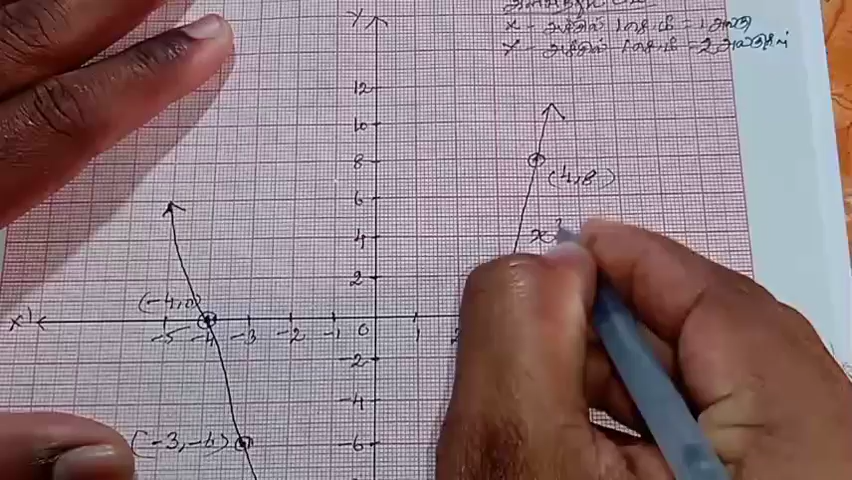 x - அச்சில் 1 செ.மீ = 1 அலகு
Y - அச்சில் 1 செ.மீ = 2 அலகுகள்
Y
12
10
8
(4,8)
6
4
x²
2
(-4,0)
x'
-5 -4 -3 -2 -1 0 1
-2
-4
(-3,-6)
-6